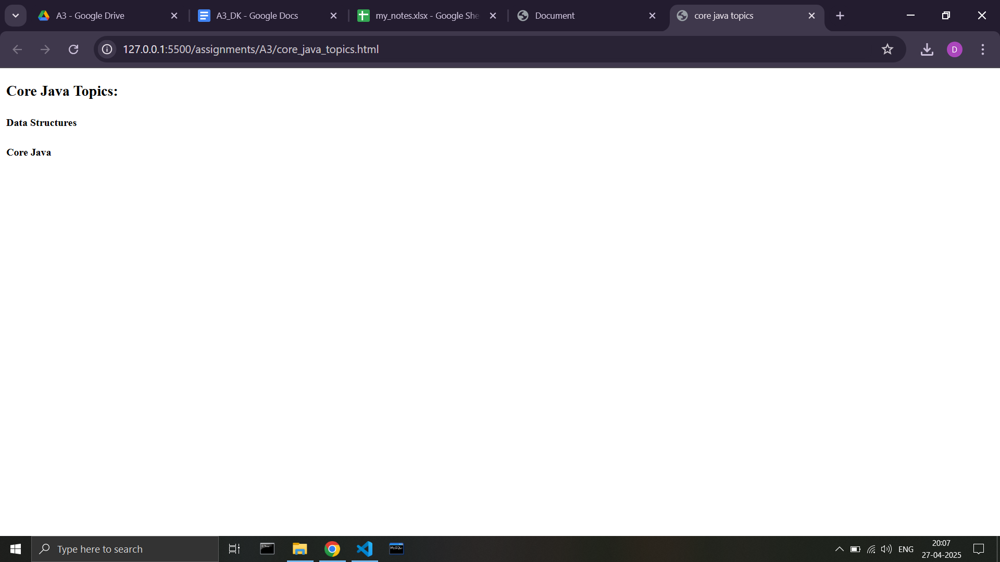 A3 - Google Drive
A3_DK - Google Docs
my_notes.xlsx - Google She
Document
core java topics
127.0.0.1:5500/assignments/A3/core_java_topics.html
D
Core Java Topics:
Data Structures
Core Java
Type here to search
MySQL
ENG
20:07
27-04-2025